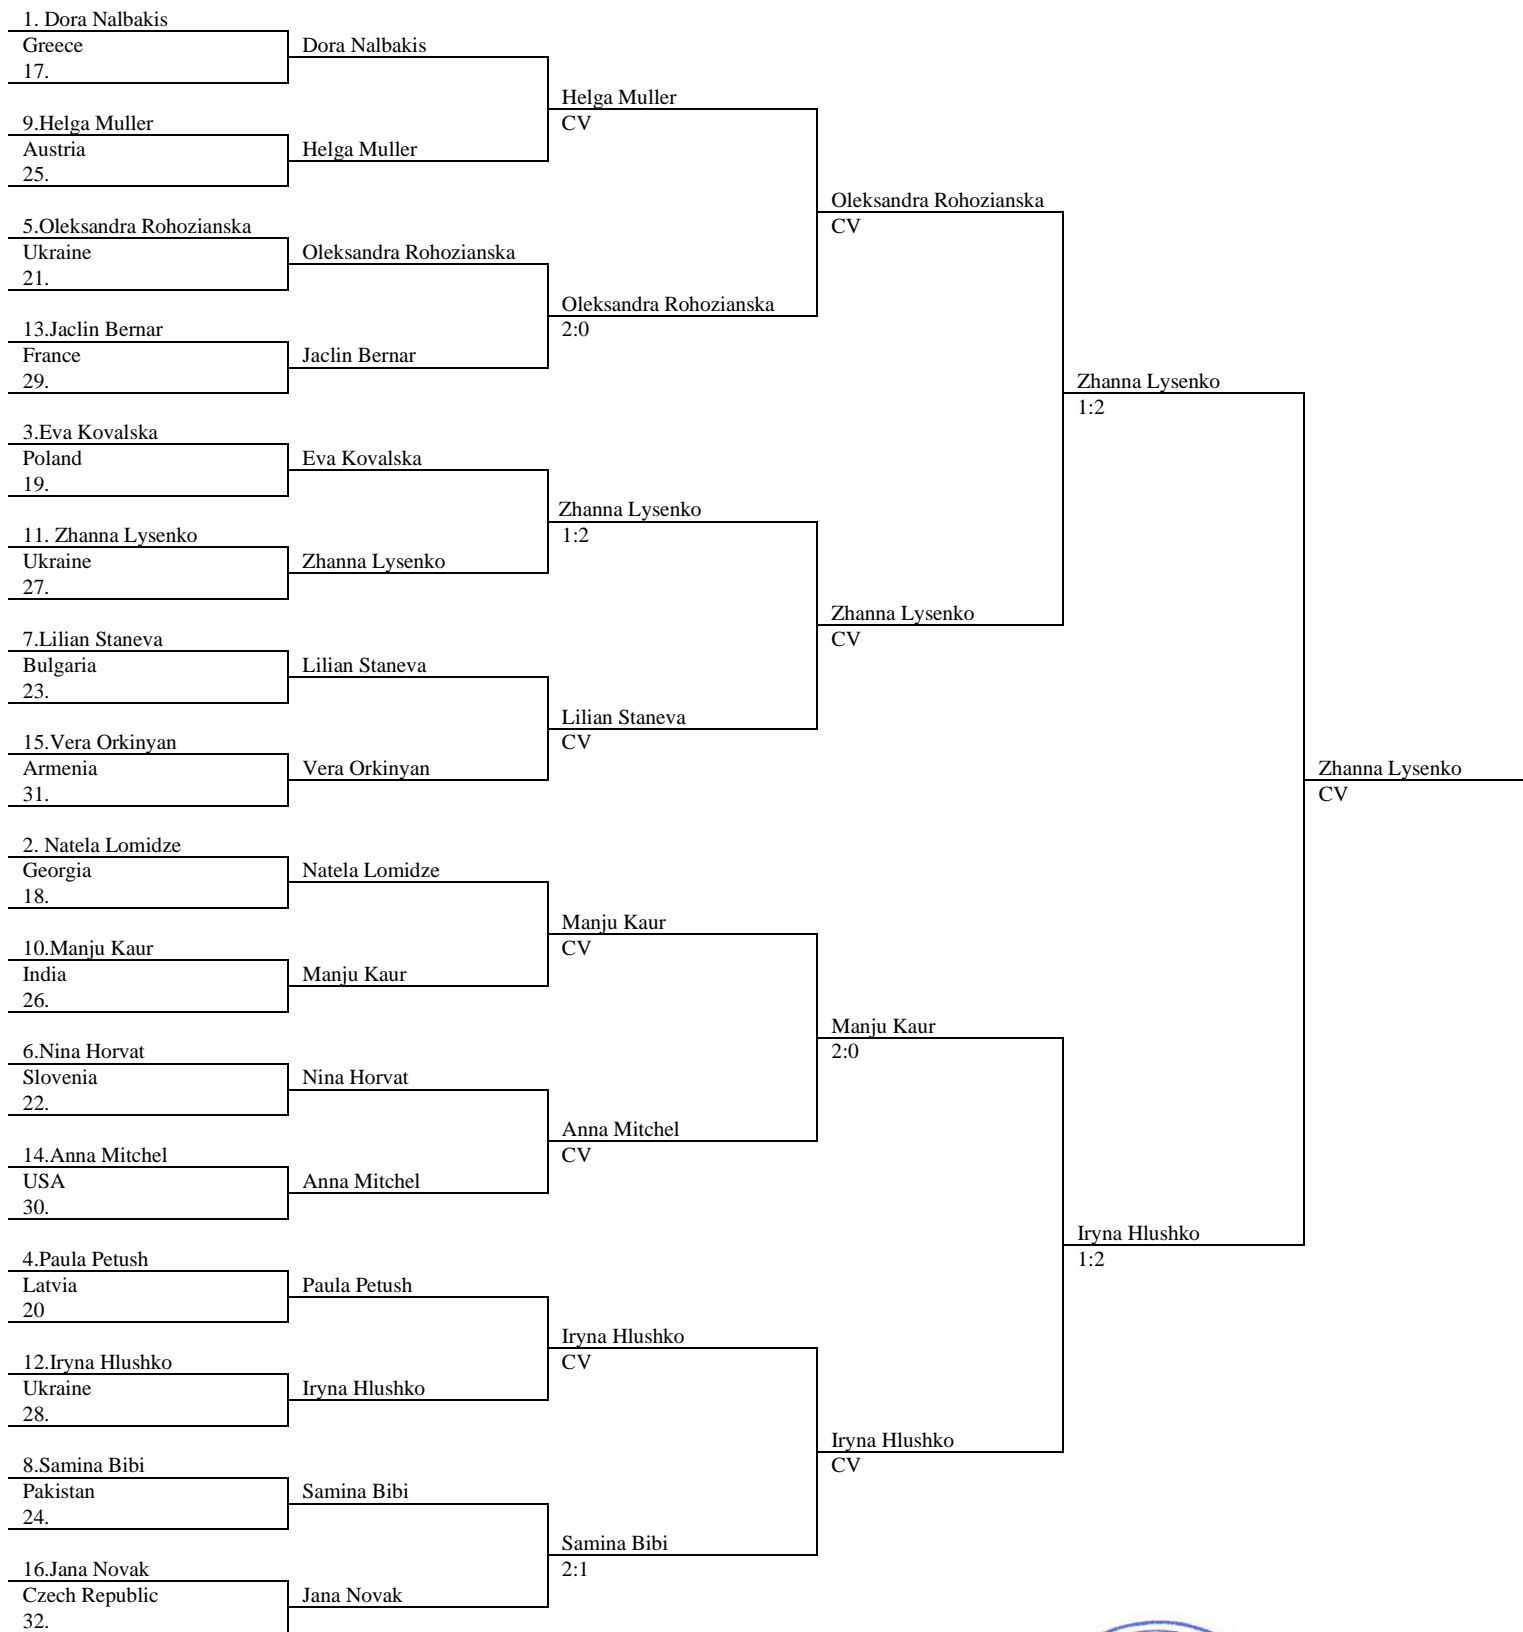 1. Dora Nalbakis
Greece
17.
9.Helga Muller
Austria
25.
5.Oleksandra Rohozianska
Ukraine
21.
13.Jaclin Bernar
France
29.
3.Eva Kovalska
Poland
19.
11. Zhanna Lysenko
Ukraine
27.
7.Lilian Staneva
Bulgaria
23.
15.Vera Orkinyan
Armenia
31.
2. Natela Lomidze
Georgia
18.
10.Manju Kaur
India
26.
6.Nina Horvat
Slovenia
22.
14.Anna Mitchel
USA
30.
4.Paula Petush
Latvia
20
12.Iryna Hlushko
Ukraine
28.
8.Samina Bibi
Pakistan
24.
16.Jana Novak
Czech Republic
32.
Dora Nalbakis
Helga Muller
Oleksandra Rohozianska
Jaclin Bernar
Eva Kovalska
Zhanna Lysenko
Lilian Staneva
Vera Orkinyan
Natela Lomidze
Manju Kaur
Nina Horvat
Anna Mitchel
Paula Petush
Iryna Hlushko
Samina Bibi
Jana Novak
Helga Muller
CV
Oleksandra Rohozianska
2:0
Zhanna Lysenko
1:2
Lilian Staneva
CV
Manju Kaur
CV
Anna Mitchel
CV
Iryna Hlushko
CV
Samina Bibi
2:1
Oleksandra Rohozianska
CV
Zhanna Lysenko
CV
Manju Kaur
2:0
Iryna Hlushko
CV
Zhanna Lysenko
1:2
Iryna Hlushko
1:2
Zhanna Lysenko
CV